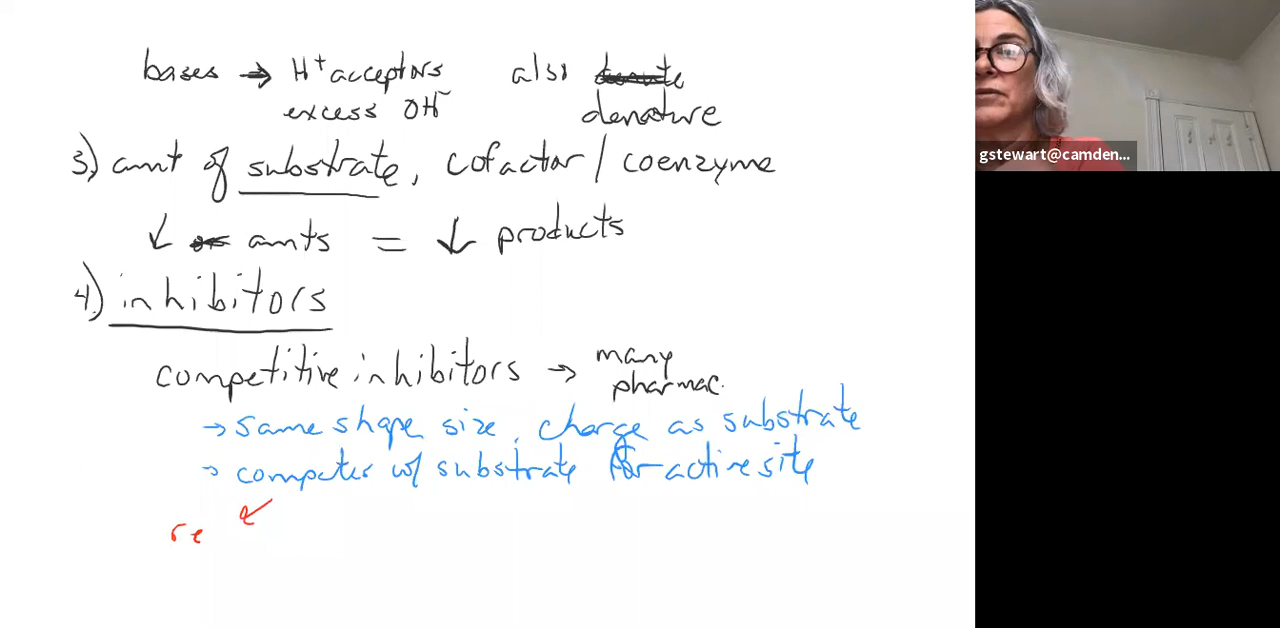 bases → H+ acceptors also
excess OH- denature
3.) amt of substrate, cofactor / coenzyme
↓ amts = ↓ products
4.) inhibitors
competitive inhibitors → many
pharmac.
→ same shape size, charge as substrate
→ competes w/ substrate for active site
re
gstewart@camden...